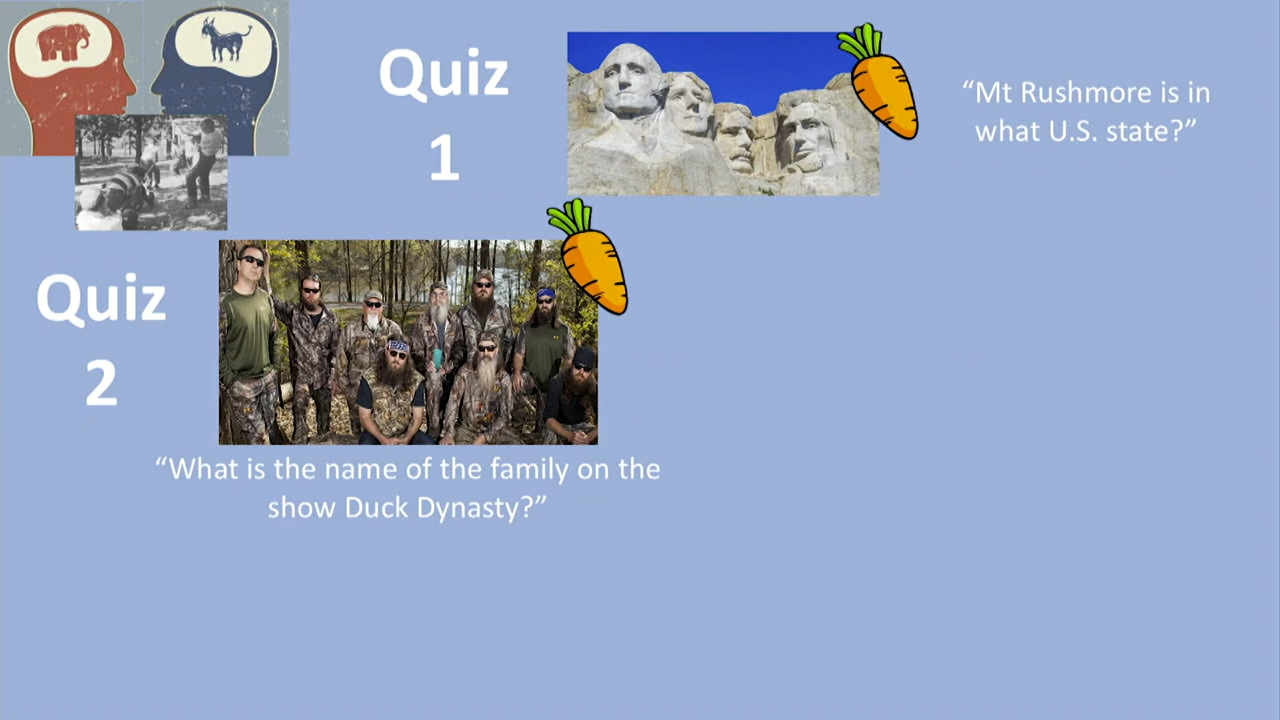 Quiz
1
“Mt Rushmore is in
what U.S. state?”
Quiz
2
“What is the name of the family on the
show Duck Dynasty?”